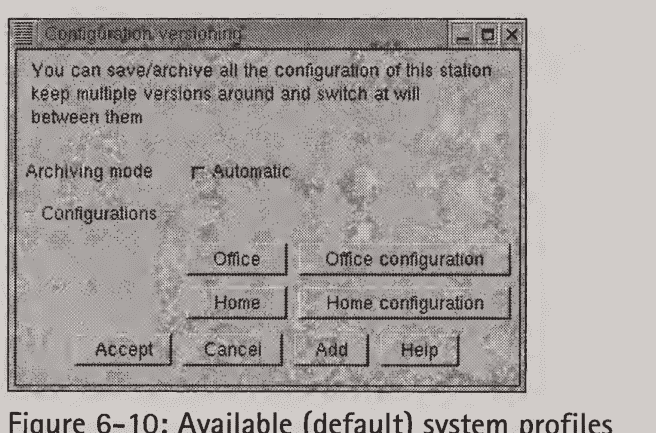 Configuration versioning
You can save/archive all the configuration of this station
keep multiple versions around and switch at will
between them
Archiving mode Automatic
Configurations
Office Office configuration
Home Home configuration
Accept Cancel Add Help
Figure 6-10: Available (default) system profiles